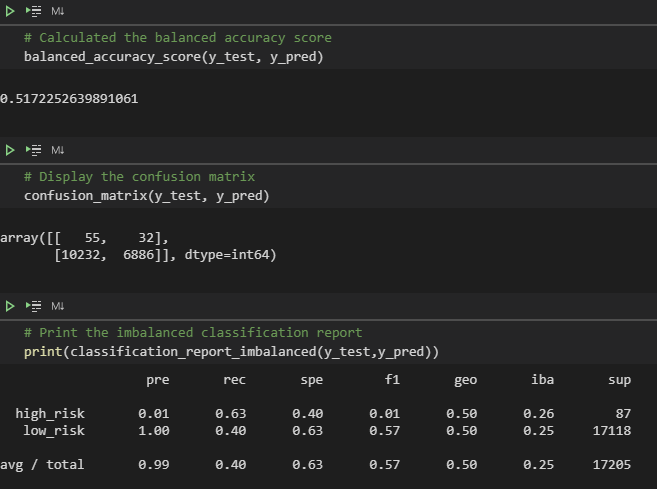 M↓
# Calculated the balanced accuracy score
balanced_accuracy_score(y_test, y_pred)
0.5172252639891061
M↓
# Display the confusion matrix
confusion_matrix(y_test, y_pred)
array([[   55,    32],
       [10232,  6886]], dtype=int64)
M↓
# Print the imbalanced classification report
print(classification_report_imbalanced(y_test,y_pred))
pre rec spe f1 geo iba sup
high_risk 0.01 0.63 0.40 0.01 0.50 0.26 87
low_risk 1.00 0.40 0.63 0.57 0.50 0.25 17118
avg / total 0.99 0.40 0.63 0.57 0.50 0.25 17205